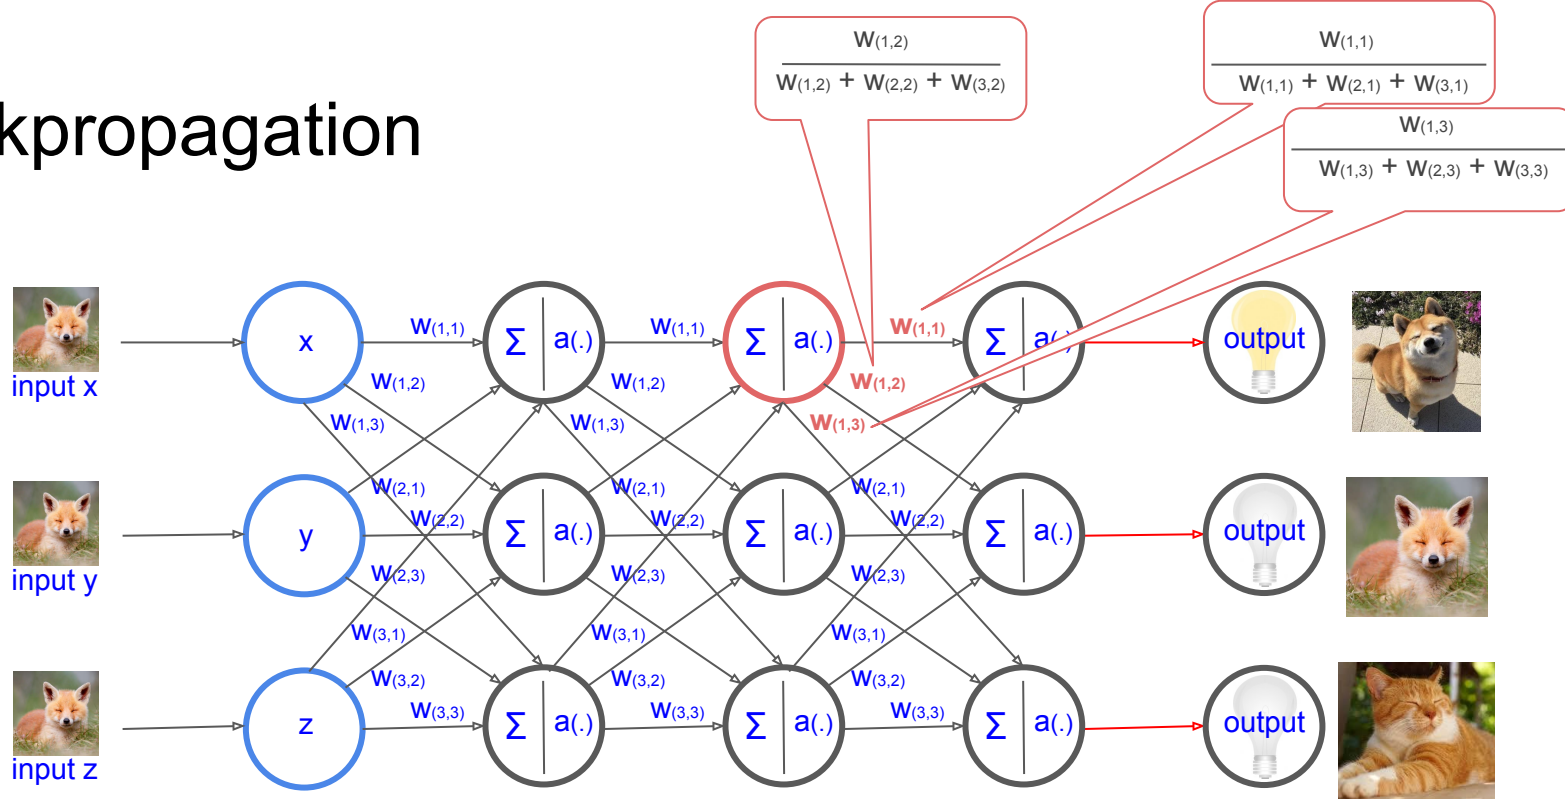 w(1,2)
w(1,2) + w(2,2) + w(3,2)
w(1,1)
w(1,1) + w(2,1) + w(3,1)
w(1,3)
w(1,3) + w(2,3) + w(3,3)
kpropagation
input x
x
w(1,1)
w(1,2)
w(1,3)
Σ a(.)
w(1,1)
w(1,2)
w(1,3)
Σ a(.)
w(1,1)
w(1,2)
w(1,3)
Σ a(.)
output
input y
y
w(2,1)
w(2,2)
w(2,3)
Σ a(.)
w(2,1)
w(2,2)
w(2,3)
Σ a(.)
w(2,1)
w(2,2)
w(2,3)
Σ a(.)
output
input z
z
w(3,1)
w(3,2)
w(3,3)
Σ a(.)
w(3,1)
w(3,2)
w(3,3)
Σ a(.)
w(3,1)
w(3,2)
w(3,3)
Σ a(.)
output